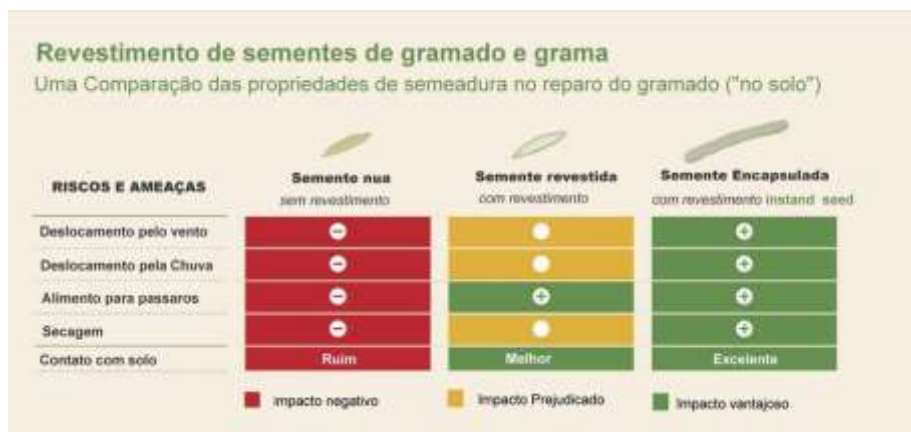 Revestimento de sementes de gramado e grama
Uma Comparação das propriedades de semeadura no reparo do gramado ("no solo")
RISCOS E AMEAÇAS
Semente nua
sem revestimento
Semente revestida
com revestimento
Semente Encapsulada
com revestimento instand seed
Deslocamento pelo vento
Deslocamento pela Chuva
Alimento para passaros
Secagem
Contato com solo Ruim Melhor Excelente
impacto negativo Impacto Prejudicado Impacto vantajoso